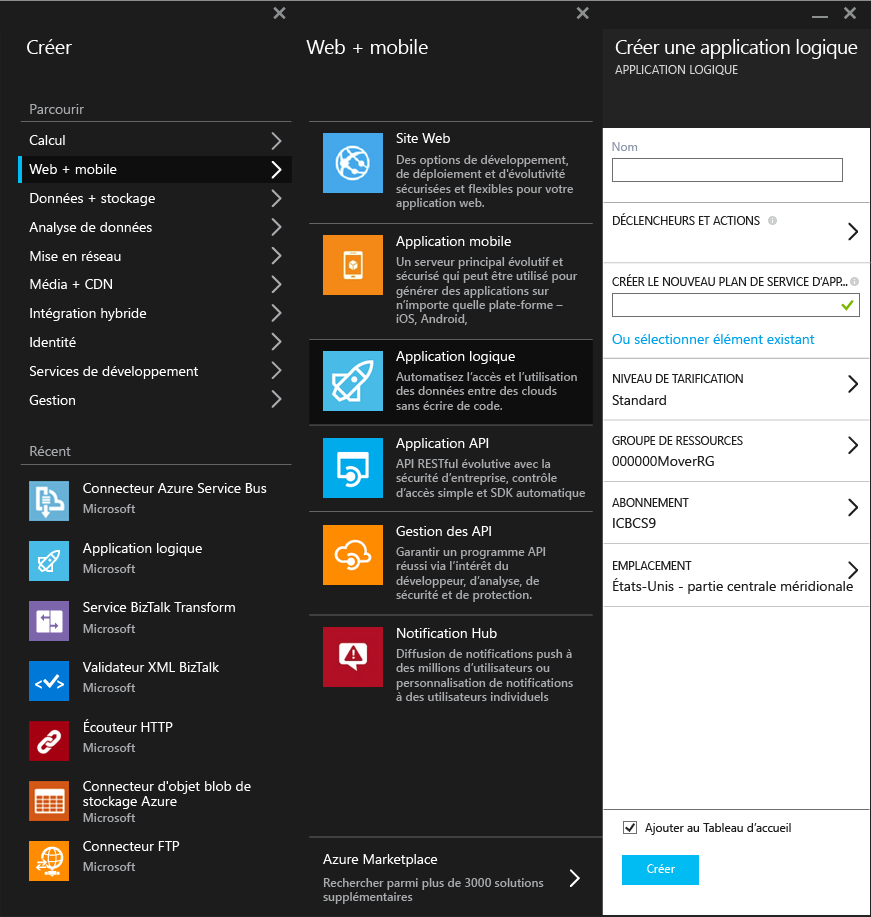 Créer
Parcourir
Calcul
Web + mobile
Données + stockage
Analyse de données
Mise en réseau
Média + CDN
Intégration hybride
Identité
Services de développement
Gestion
Récent
Connecteur Azure Service Bus
Microsoft
Application logique
Microsoft
Service BizTalk Transform
Microsoft
Validateur XML BizTalk
Microsoft
Écouteur HTTP
Microsoft
Connecteur d'objet blob de
stockage Azure
Microsoft
Connecteur FTP
Microsoft
Web + mobile
Site Web
Des options de développement,
de déploiement et d'évolutivité
sécurisées et flexibles pour votre
application web.
Application mobile
Un serveur principal évolutif et
sécurisé qui peut être utilisé pour
générer des applications sur
n'importe quelle plate-forme –
iOS, Android,
Application logique
Automatisez l'accès et l'utilisation
des données entre des clouds
sans écrire de code.
Application API
API RESTful évolutive avec la
sécurité d'entreprise, contrôle
d'accès simple et SDK automatique
Gestion des API
Garantir un programme API
réussi via l'intérêt du
développeur, d'analyse, de
sécurité et de protection.
Notification Hub
Diffusion de notifications push à
des millions d'utilisateurs ou
personnalisation de notifications
à des utilisateurs individuels
Azure Marketplace
Rechercher parmi plus de 3000 solutions
supplémentaires
Créer une application logique
APPLICATION LOGIQUE
Nom
DÉCLENCHEURS ET ACTIONS
CRÉER LE NOUVEAU PLAN DE SERVICE D'APP...
Ou sélectionner élément existant
NIVEAU DE TARIFICATION
Standard
GROUPE DE RESSOURCES
000000MoverRG
ABONNEMENT
ICBCS9
EMPLACEMENT
États-Unis - partie centrale méridionale
Ajouter au Tableau d'accueil
Créer